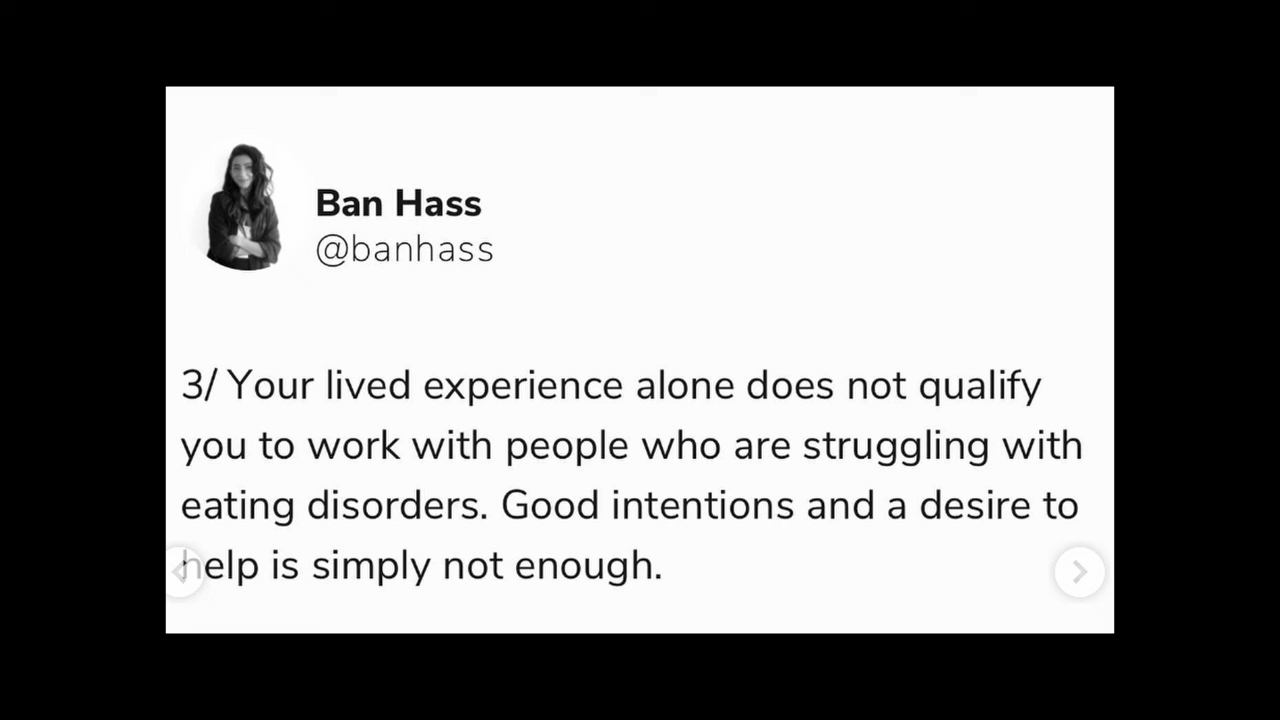 Ban Hass
@banhass
3/ Your lived experience alone does not qualify
you to work with people who are struggling with
eating disorders. Good intentions and a desire to
help is simply not enough.